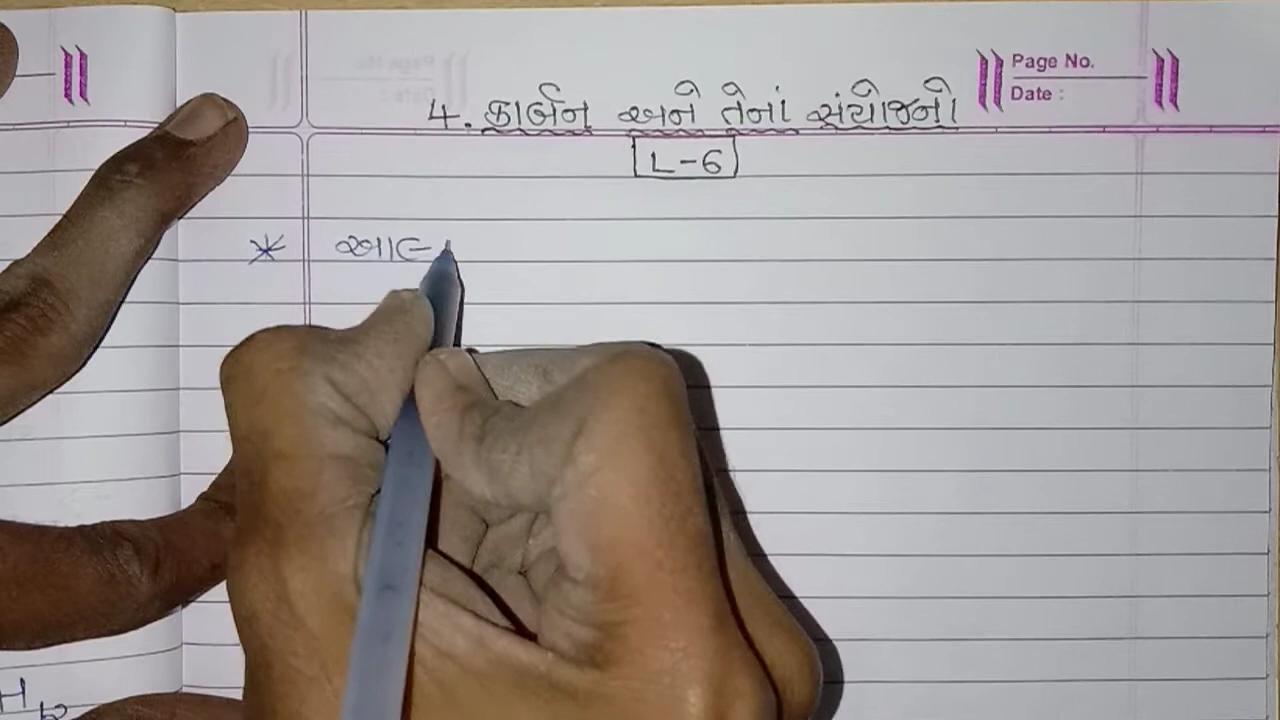 Page No.
Date :
4. કાર્બન અને તેનાં સંયોજનો
L-6
* આલ
H